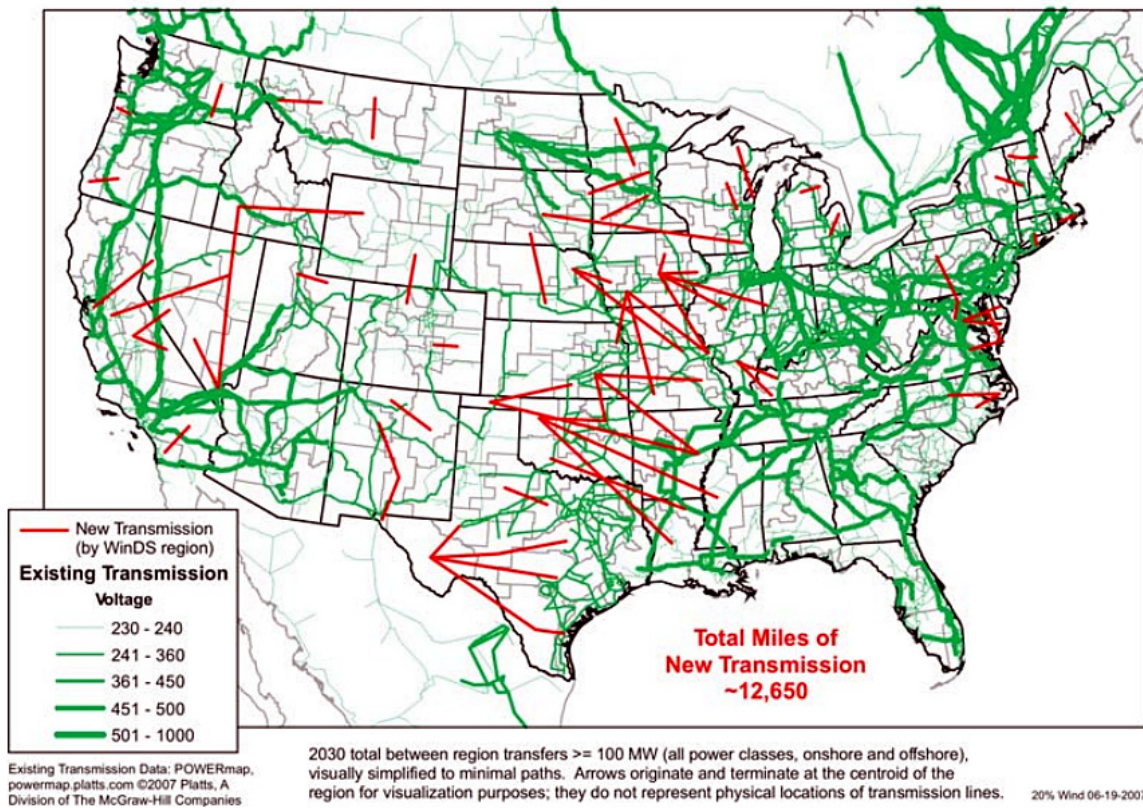 New Transmission
(by WinDS region)
Existing Transmission
Voltage
230 - 240
241 - 360
361 - 450
451 - 500
501 - 1000
Total Miles of
New Transmission
~12,650
Existing Transmission Data: POWERmap,
powermap.platts.com ©2007 Platts, A
Division of The McGraw-Hill Companies
2030 total between region transfers >= 100 MW (all power classes, onshore and offshore),
visually simplified to minimal paths. Arrows originate and terminate at the centroid of the
region for visualization purposes; they do not represent physical locations of transmission lines.
20% Wind 06-19-2007